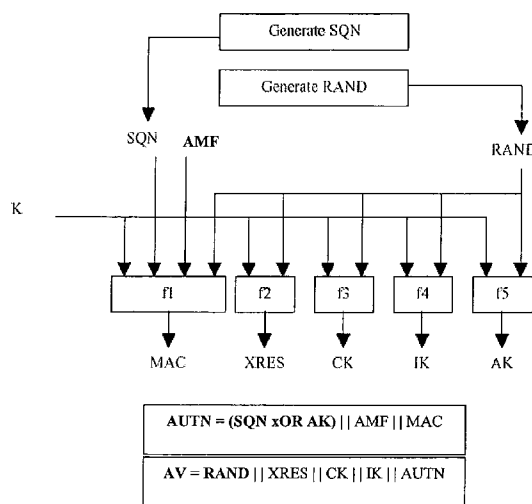 Generate SQN
Generate RAND
SQN AMF RAND
K
f1 f2 f3 f4 f5
MAC XRES CK IK AK
AUTN = (SQN xOR AK) || AMF || MAC
AV = RAND || XRES || CK || IK || AUTN